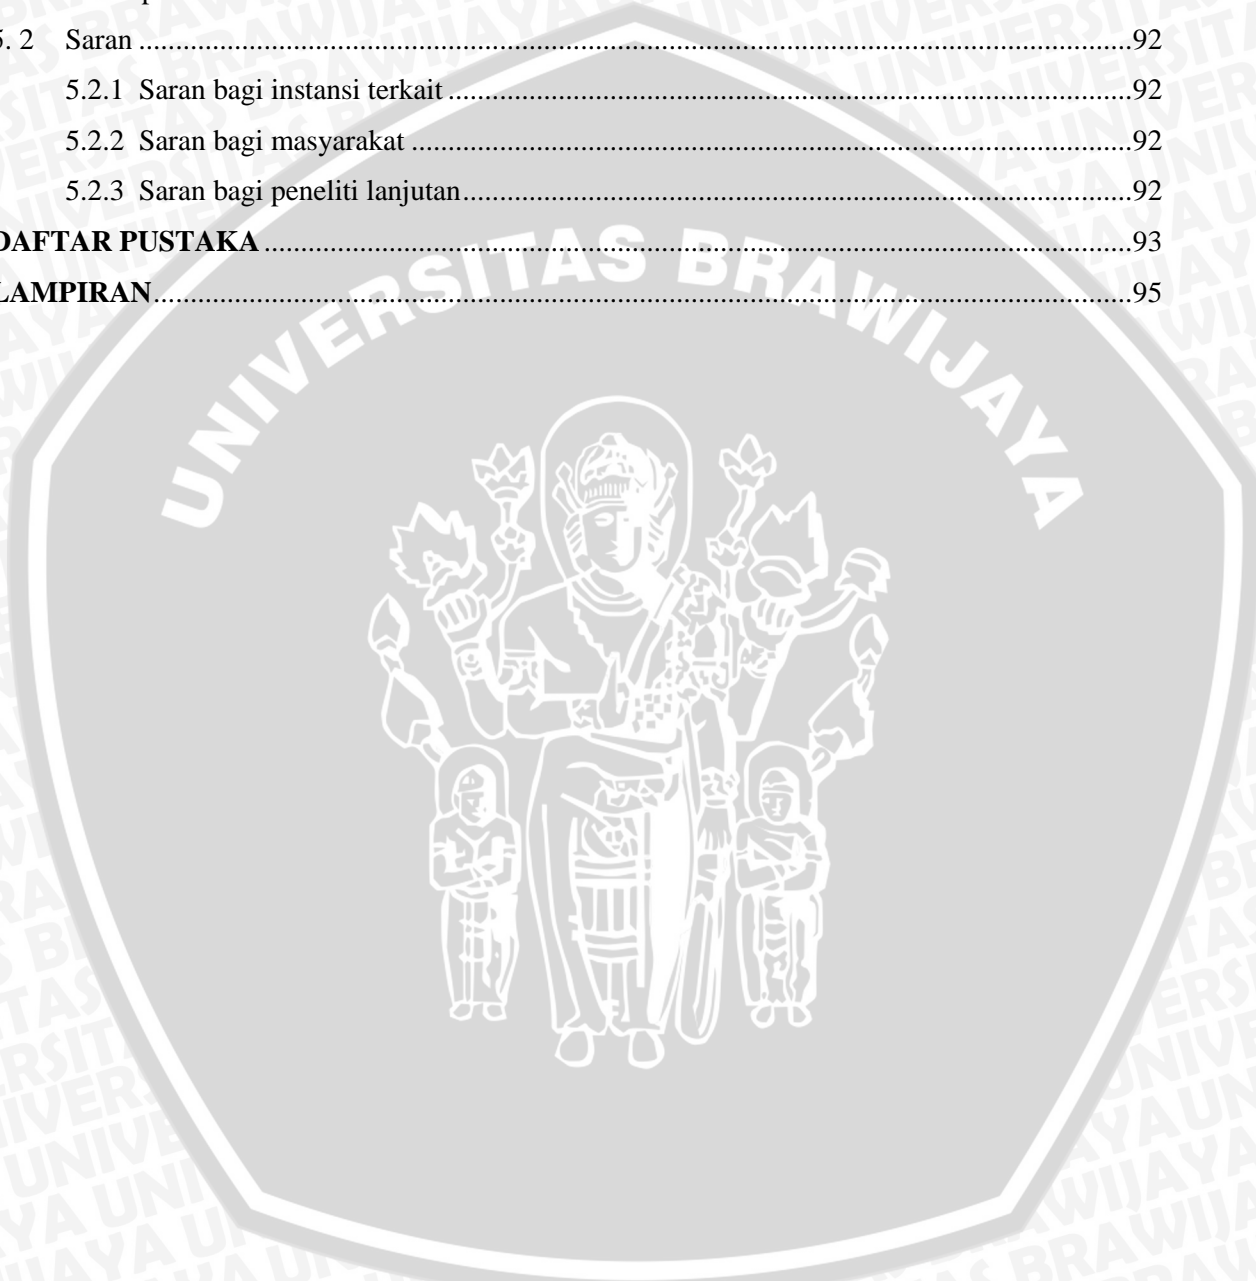 5. 2 Saran ........................................................................................................................................92
5.2.1 Saran bagi instansi terkait ..............................................................................................92
5.2.2 Saran bagi masyarakat ...................................................................................................92
5.2.3 Saran bagi peneliti lanjutan............................................................................................92
DAFTAR PUSTAKA .......................................................................................................................93
LAMPIRAN......................................................................................................................................95
UNIVERSITAS BRAWIJAYA